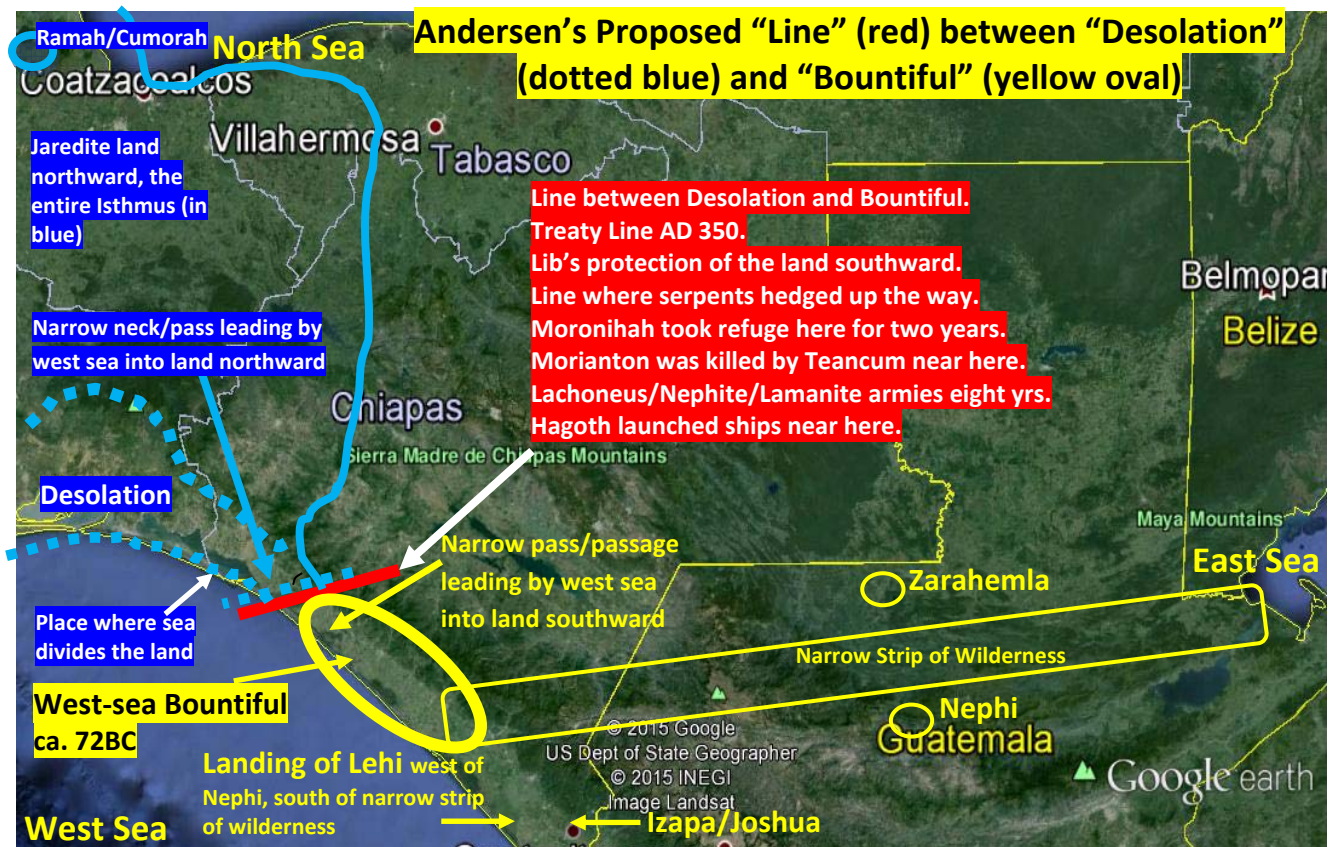 Andersen's Proposed "Line" (red) between "Desolation"
(dotted blue) and "Bountiful" (yellow oval)
Ramah/Cumorah
North Sea
Coatzacoalcos
Villahermosa
Tabasco
Jaredite land
northward, the
entire Isthmus (in
blue)
Line between Desolation and Bountiful.
Treaty Line AD 350.
Lib's protection of the land southward.
Line where serpents hedged up the way.
Moronihah took refuge here for two years.
Morianton was killed by Teancum near here.
Lachoneus/Nephite/Lamanite armies eight yrs.
Hagoth launched ships near here.
Belmopan
Belize
Narrow neck/pass leading by
west sea into land northward
Chiapas
Sierra Madre de Chiapas Mountains
Desolation
Maya Mountains
East Sea
Narrow pass/passage
leading by west sea
into land southward
Zarahemla
Place where sea
divides the land
Narrow Strip of Wilderness
West-sea Bountiful
ca. 72BC
Nephi
Guatemala
© 2015 Google
US Dept of State Geographer
© 2015 INEGI
Image Landsat
Google earth
Landing of Lehi west of
Nephi, south of narrow strip
of wilderness
Izapa/Joshua
West Sea